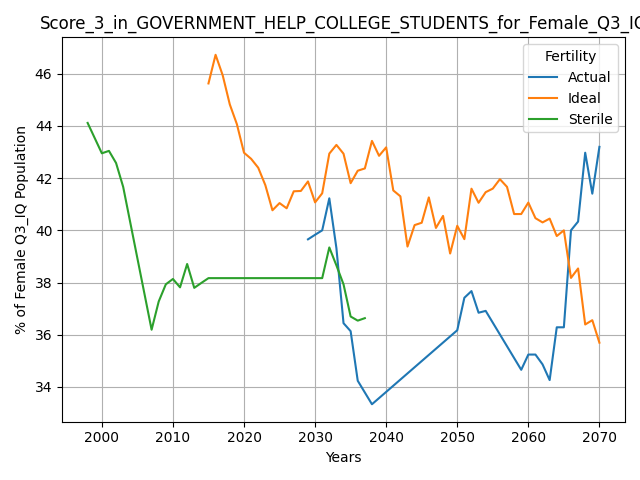 Score_3_in_GOVERNMENT_HELP_COLLEGE_STUDENTS_for_Female_Q3_IQ
Fertility
Actual
Ideal
Sterile
% of Female Q3_IQ Population
46
44
42
40
38
36
34
2000 2010 2020 2030 2040 2050 2060 2070
Years